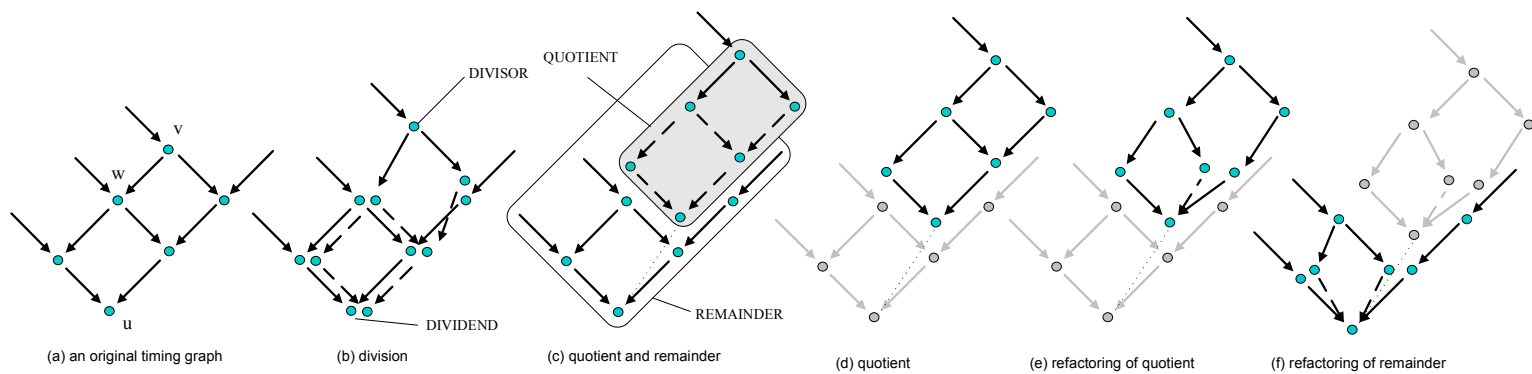 v
w
u
DIVISOR
DIVIDEND
QUOTIENT
REMAINDER
(a) an original timing graph
(b) division
(c) quotient and remainder
(d) quotient
(e) refactoring of quotient
(f) refactoring of remainder